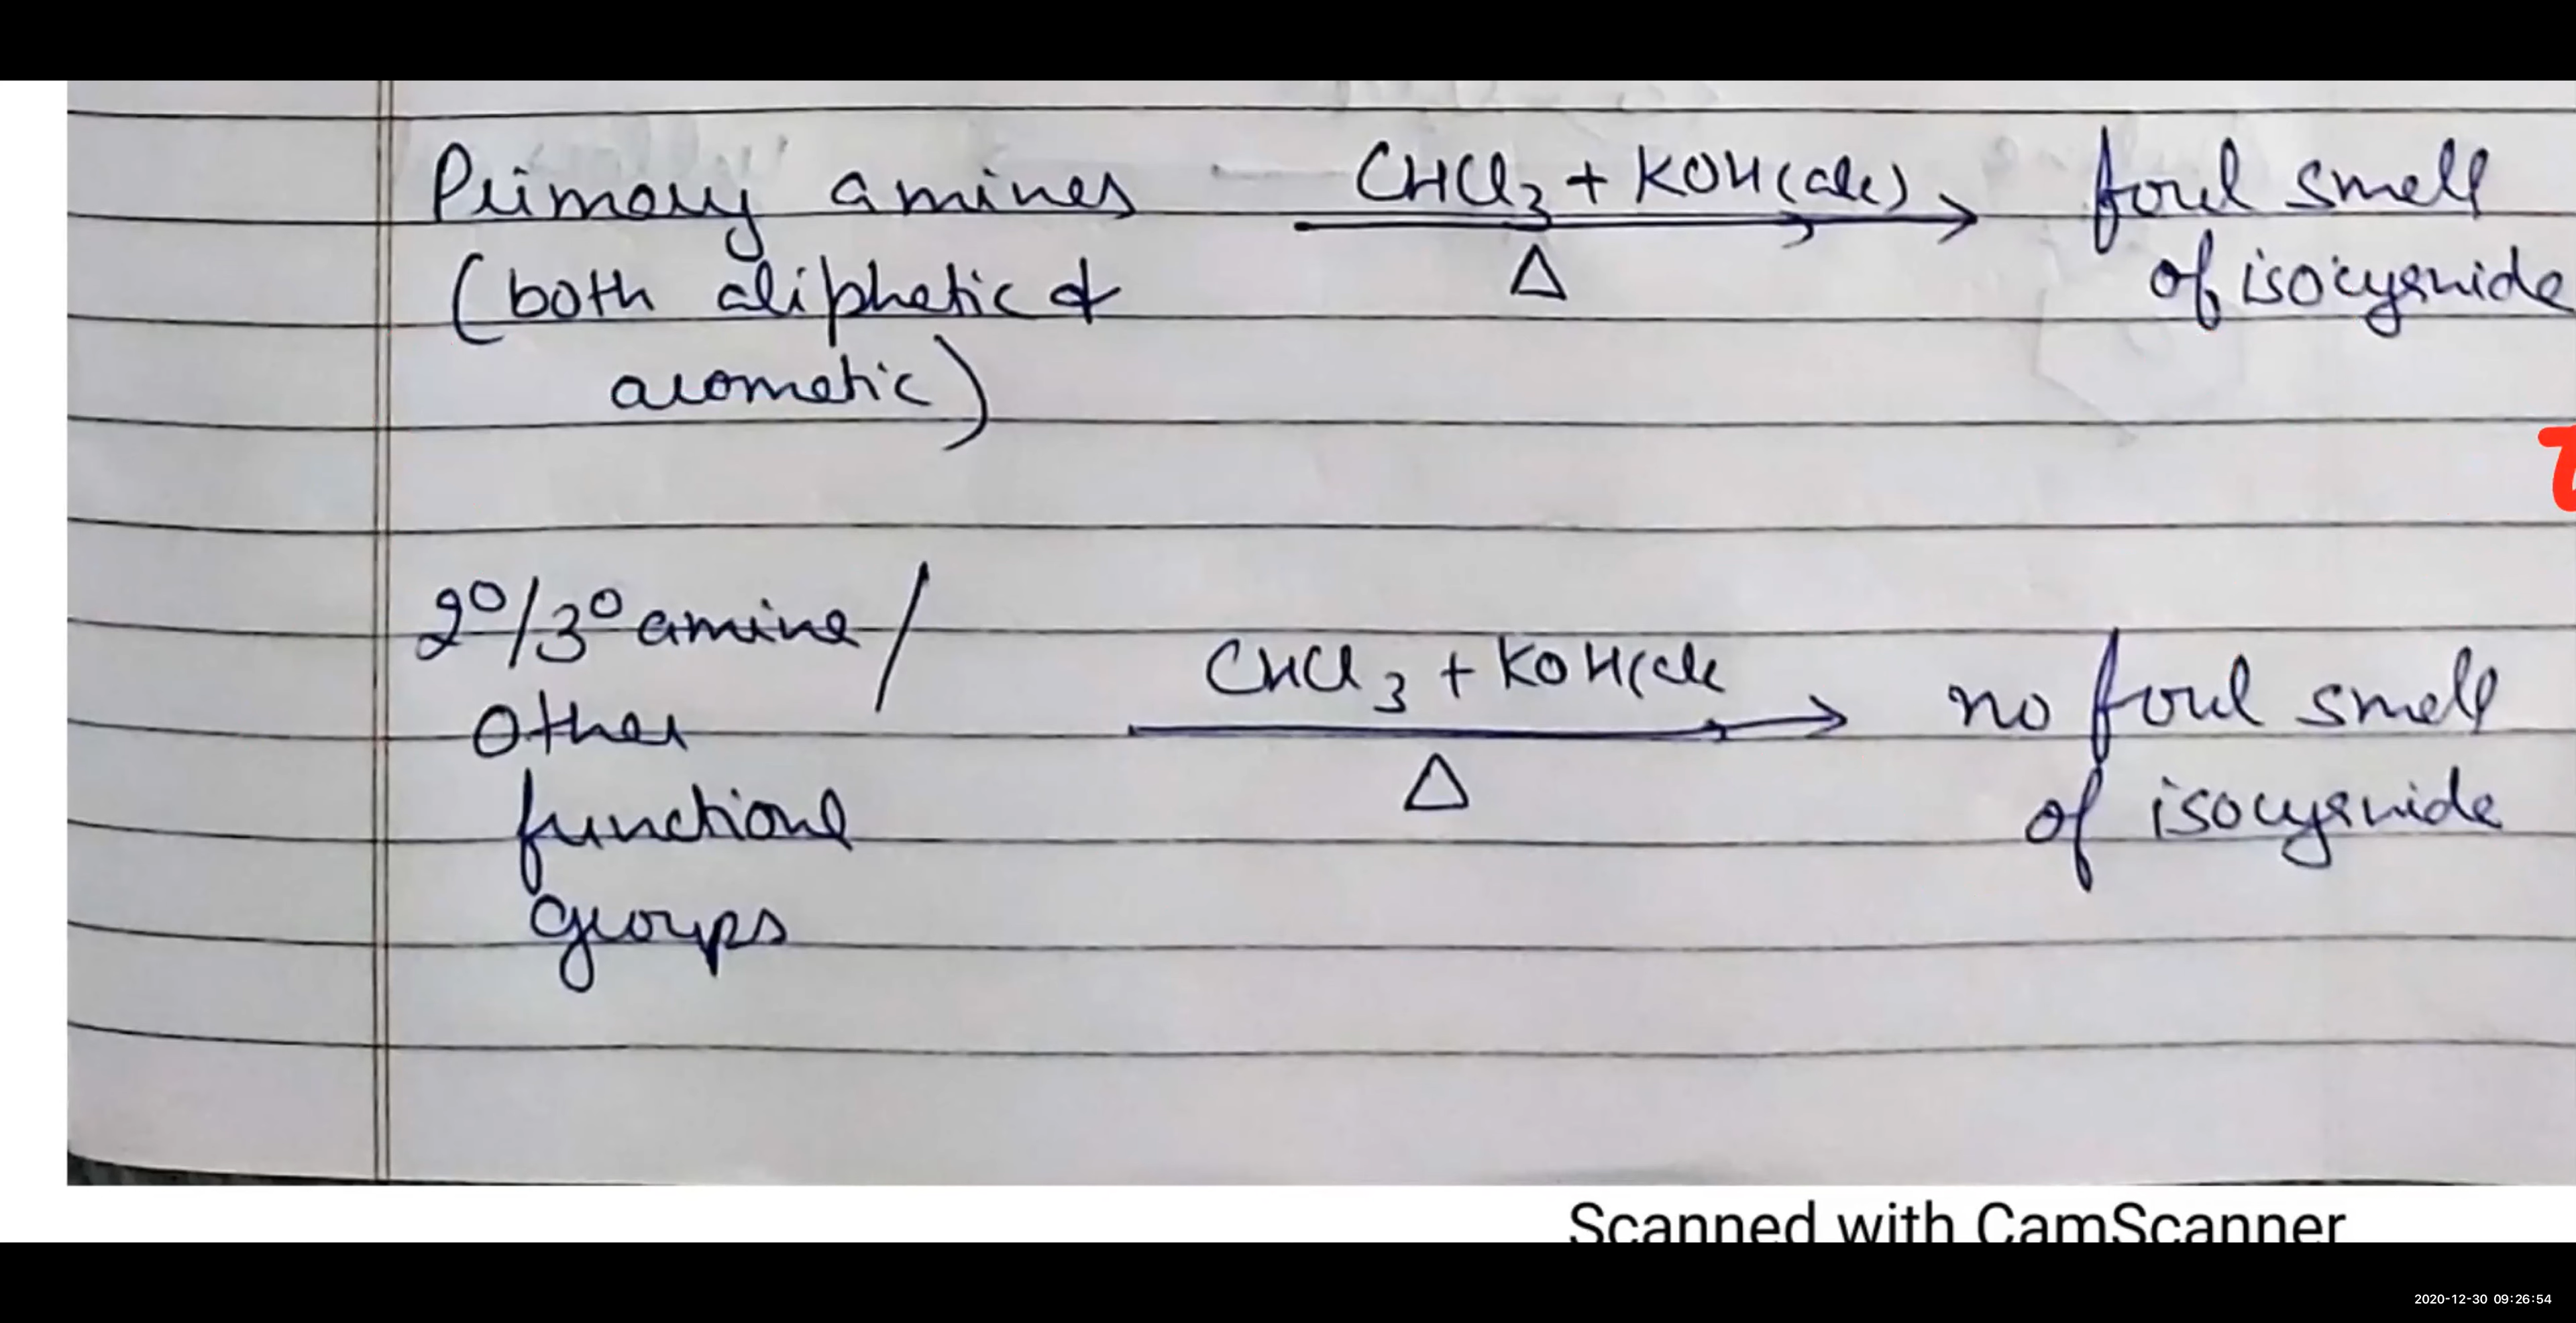 Primary amines CHCl3 + KOH(alc) foul smell
(both aliphatic & Δ of isocyanide
aromatic)
2°/3° amine/
Other CHCl3 + KOH(alc no foul smell
functional Δ of isocyanide
groups
Scanned with CamScanner
2020-12-30 09:26:54